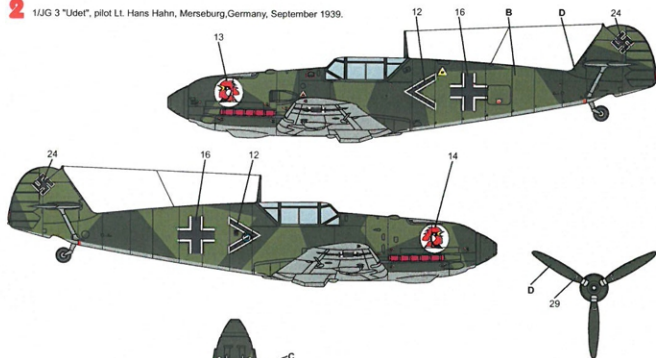 2 1/JG 3 "Udet", pilot Lt. Hans Hahn, Merseburg,Germany, September 1939.
12 16 B D 24
13
24 16 12 14
D
29
C